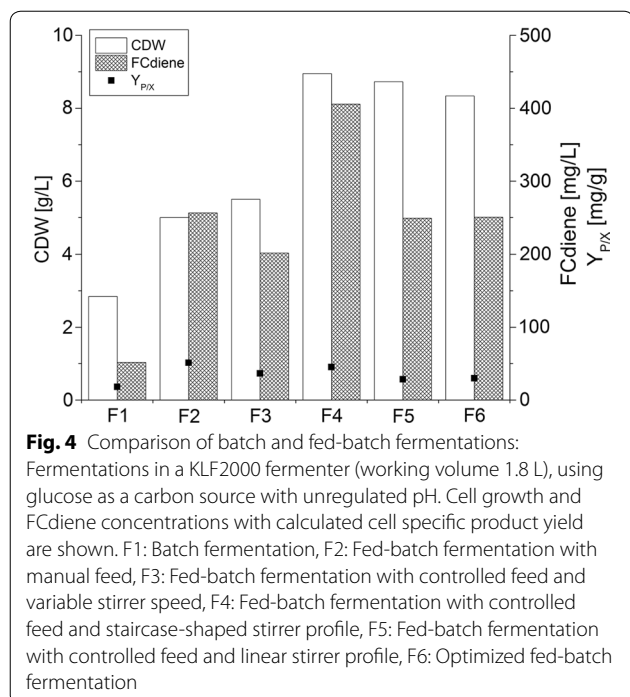 10
8
6
4
2
0
CDW [g/L]
CDW
FCdiene
Y P/X
500
400
300
200
100
0
FCdiene [mg/L]
Y P/X [mg/g]
F1 F2 F3 F4 F5 F6
Fig. 4 Comparison of batch and fed-batch fermentations:
Fermentations in a KLF2000 fermenter (working volume 1.8 L), using
glucose as a carbon source with unregulated pH. Cell growth and
FCdiene concentrations with calculated cell specific product yield
are shown. F1: Batch fermentation, F2: Fed-batch fermentation with
manual feed, F3: Fed-batch fermentation with controlled feed and
variable stirrer speed, F4: Fed-batch fermentation with controlled
feed and staircase-shaped stirrer profile, F5: Fed-batch fermentation
with controlled feed and linear stirrer profile, F6: Optimized fed-batch
fermentation